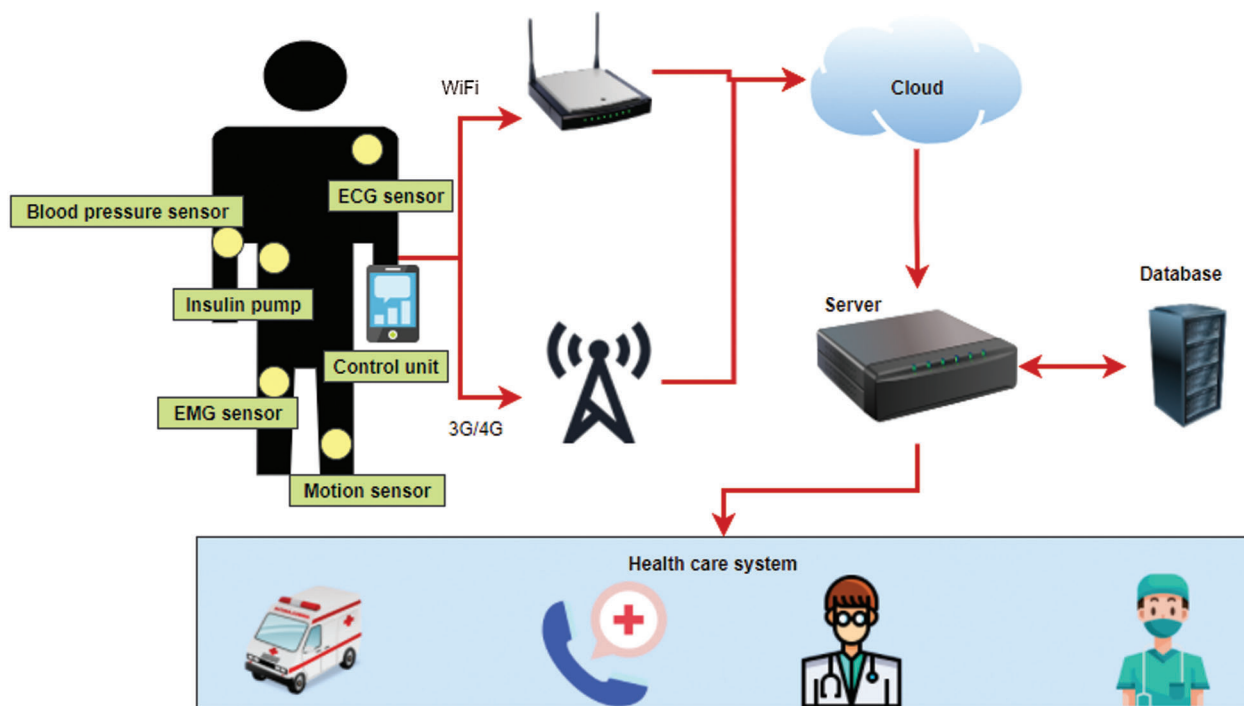 WiFi
Cloud
ECG sensor
Blood pressure sensor
Database
Insulin pump
Server
Control unit
EMG sensor
3G/4G
Motion sensor
Health care system